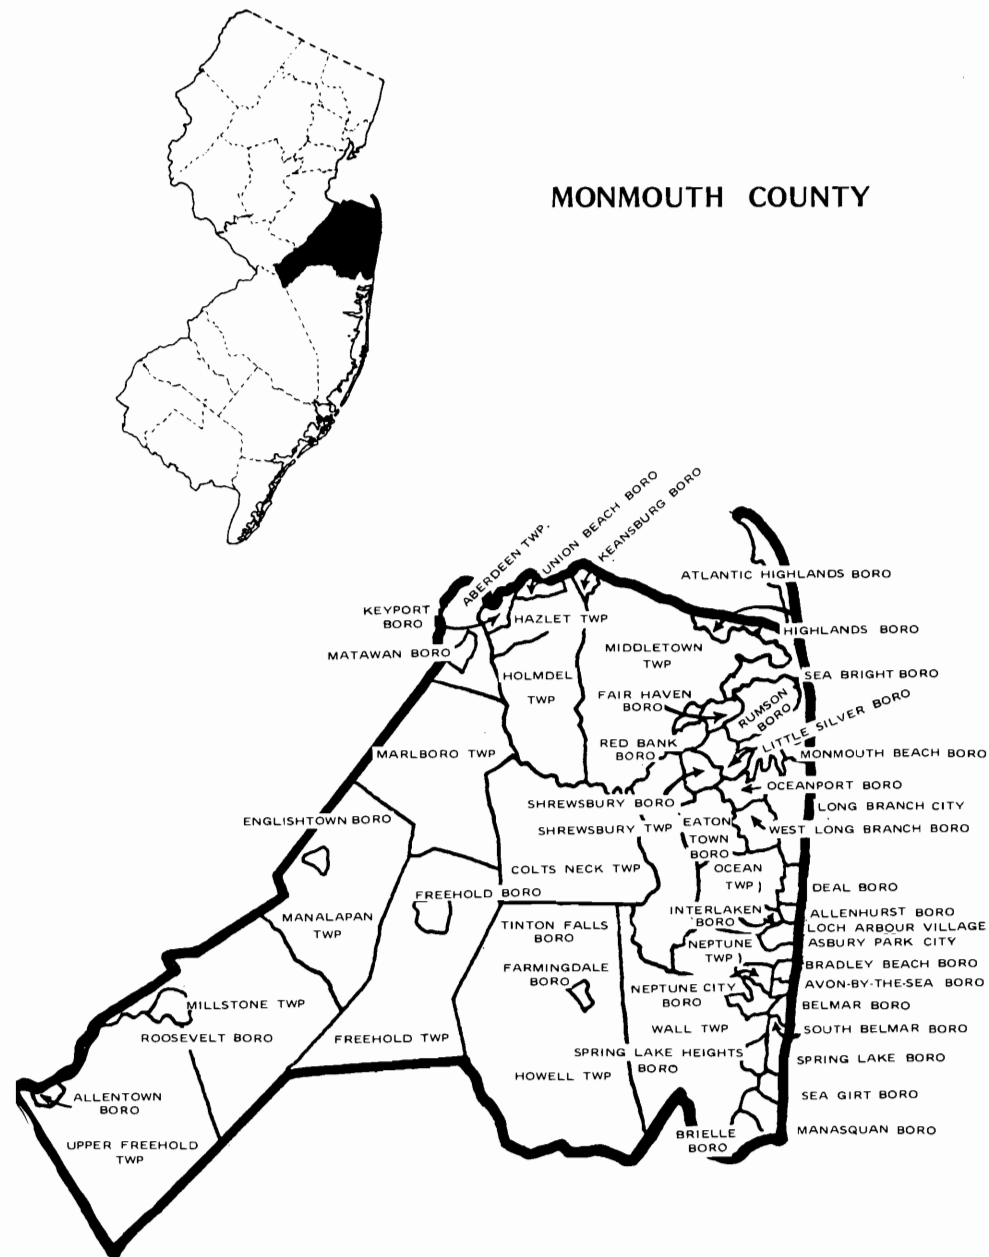 MONMOUTH COUNTY
ABERDEEN TWP.
UNION BEACH BORO
KEANSBURG BORO
ATLANTIC HIGHLANDS BORO
KEYPORT
BORO
HAZLET TWP
HIGHLANDS BORO
MATAWAN BORO
MIDDLETOWN
TWP
HOLMDEL
TWP
SEA BRIGHT BORO
FAIR HAVEN
BORO
RUMSON
BORO
LITTLE SILVER BORO
RED BANK
BORO
MARLBORO TWP
MONMOUTH BEACH BORO
OCEANPORT BORO
SHREWSBURY BORO
LONG BRANCH CITY
ENGLISHTOWN BORO
SHREWSBURY TWP
EATON
TOWN
BORO
WEST LONG BRANCH BORO
COLTS NECK TWP
OCEAN
TWP
FREEHOLD BORO
DEAL BORO
MANALAPAN
TWP
INTERLAKEN
BORO
ALLENHURST BORO
LOCH ARBOUR VILLAGE
TINTON FALLS
BORO
ASBURY PARK CITY
NEPTUNE
TWP
FARMINGDALE
BORO
BRADLEY BEACH BORO
NEPTUNE CITY
BORO
AVON-BY-THE-SEA BORO
MILLSTONE TWP
BELMAR BORO
ROOSEVELT BORO
FREEHOLD TWP
WALL TWP
SOUTH BELMAR BORO
SPRING LAKE HEIGHTS
BORO
SPRING LAKE BORO
HOWELL TWP
ALLENTOWN
BORO
SEA GIRT BORO
UPPER FREEHOLD
TWP
BRIELLE
BORO
MANASQUAN BORO